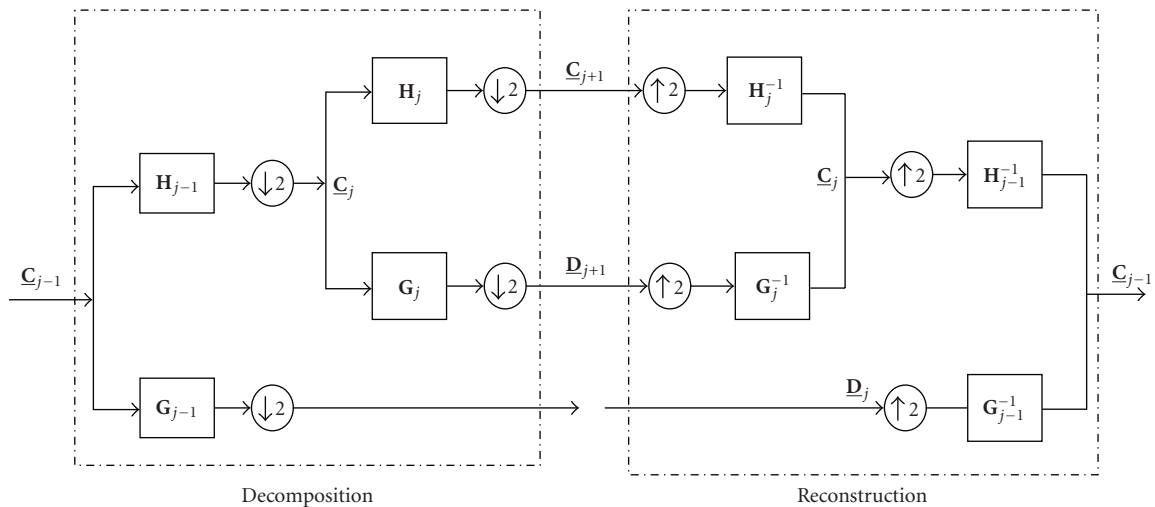 H_j
↓2
C_{j+1}
↑2
H_j^{-1}
H_{j-1}
↓2
C_j
C_j
↑2
H_{j-1}^{-1}
C_{j-1}
G_j
↓2
D_{j+1}
↑2
G_j^{-1}
C_{j-1}
G_{j-1}
↓2
D_j
↑2
G_{j-1}^{-1}
Decomposition
Reconstruction